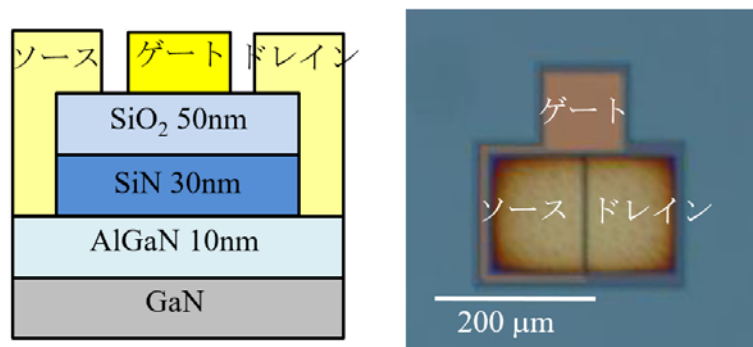 ソース ゲート ドレイン
SiO₂ 50nm
SiN 30nm
AlGaN 10nm
GaN
ゲート
ソース ドレイン
200 μm